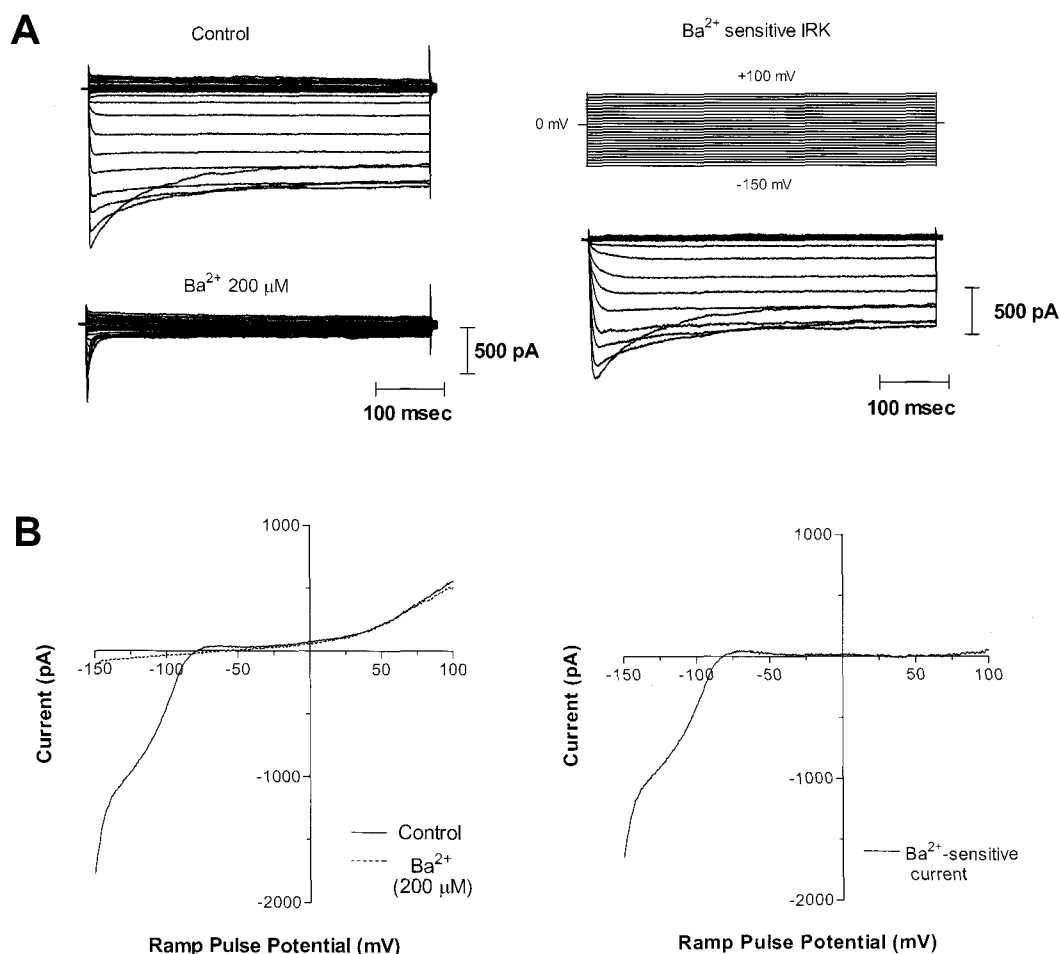 A
Control
Ba2+ sensitive IRK
+100 mV
0 mV
-150 mV
Ba2+ 200 μM
500 pA
100 msec
500 pA
100 msec
B
1000
-150
-100
-50
50
100
-1000
-2000
Current (pA)
Control
Ba2+
(200 μM)
Ramp Pulse Potential (mV)
1000
-150
-100
-50
50
100
-1000
-2000
Current (pA)
Ba2+-sensitive
current
Ramp Pulse Potential (mV)